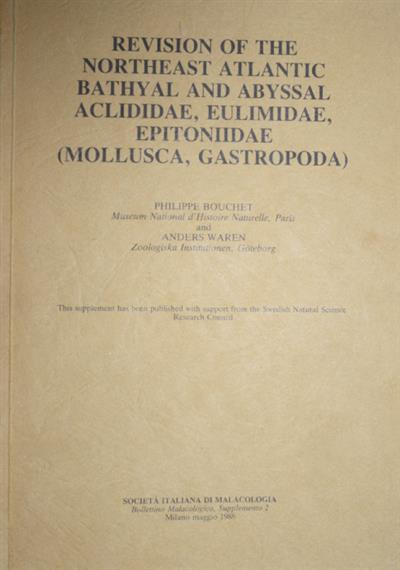 REVISION OF THE
NORTHEAST ATLANTIC
BATHYAL AND ABYSSAL
ACLIDIDAE, EULIMIDAE,
EPITONIIDAE
(MOLLUSCA, GASTROPODA)
PHILIPPE BOUCHET
Museum National d'Histoire Naturelle, Paris
and
ANDERS WAREN
Zoologiska Institutionen, Göteborg
This supplement has been published with support from the Swedish Natural Science
Research Council
SOCIETÀ ITALIANA DI MALACOLOGIA
Bollettino Malacologico, Supplemento 2
Milano maggio 1986